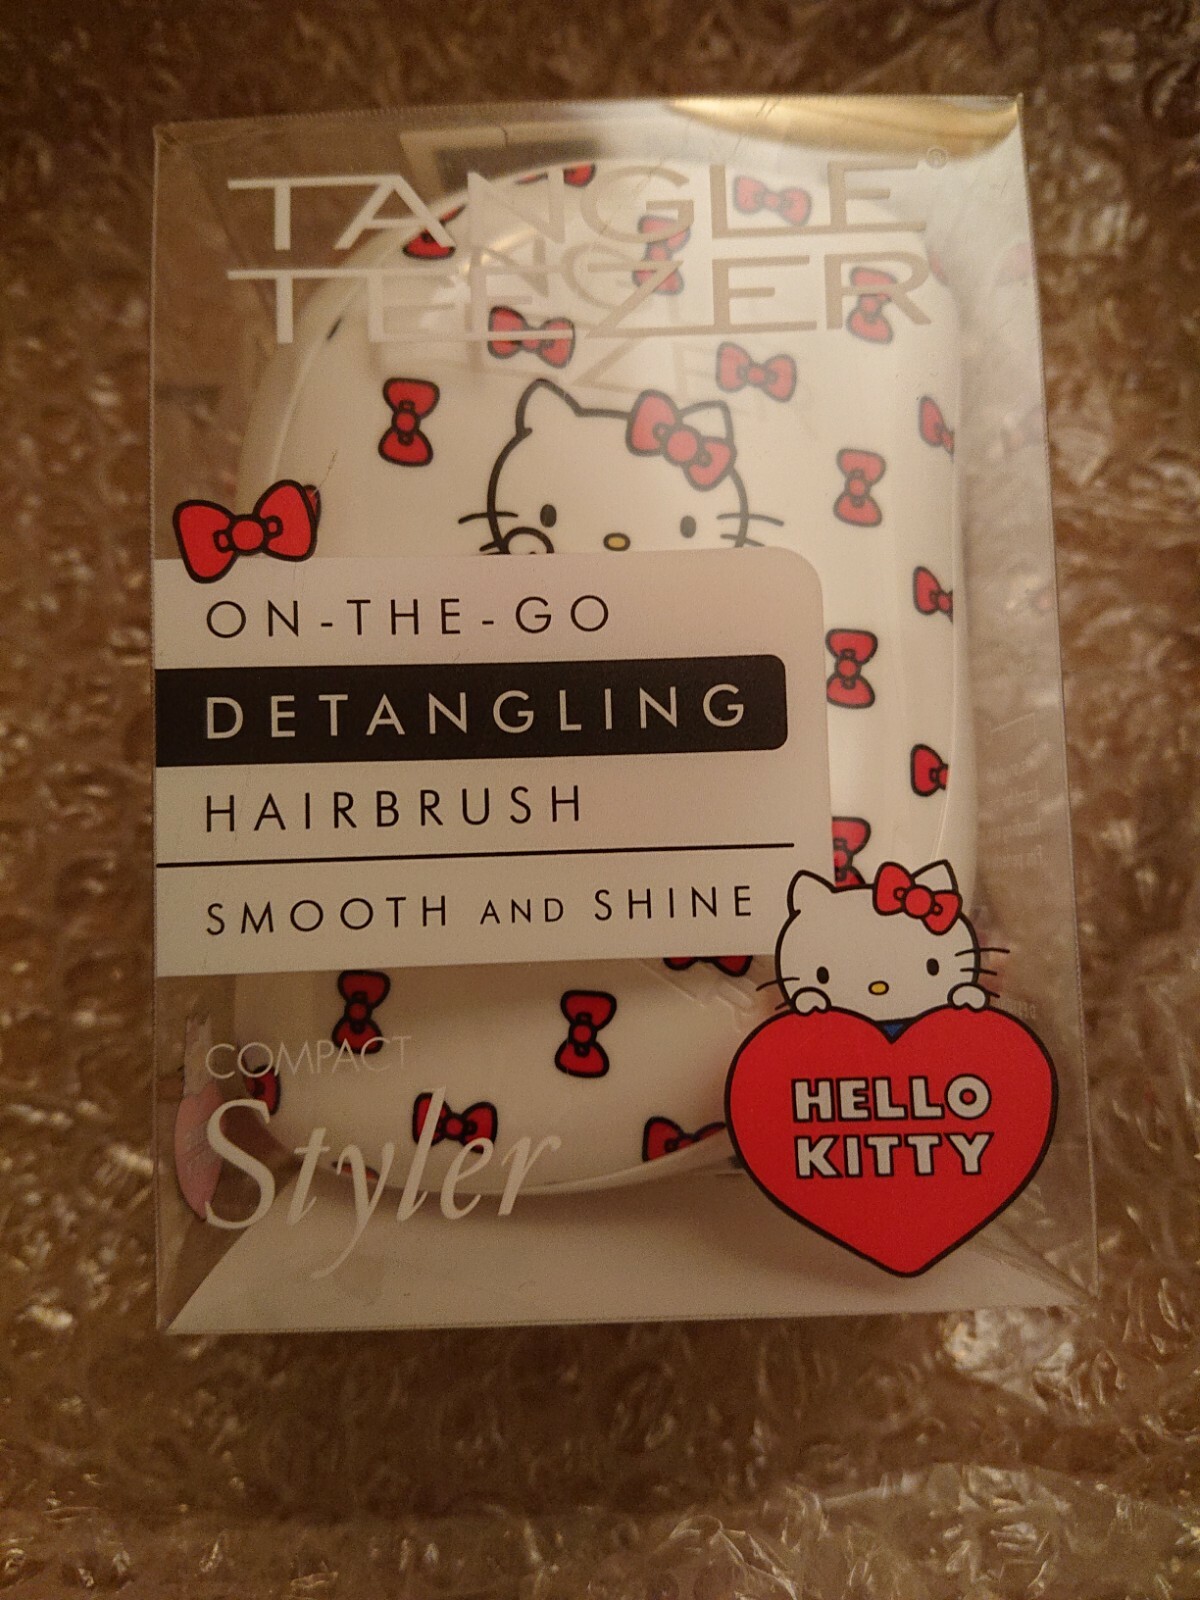 TANGLE®
TEEZER
ON-THE-GO
DETANGLING
HAIRBRUSH
SMOOTH AND SHINE
COMPACT
Styler
HELLO
KITTY